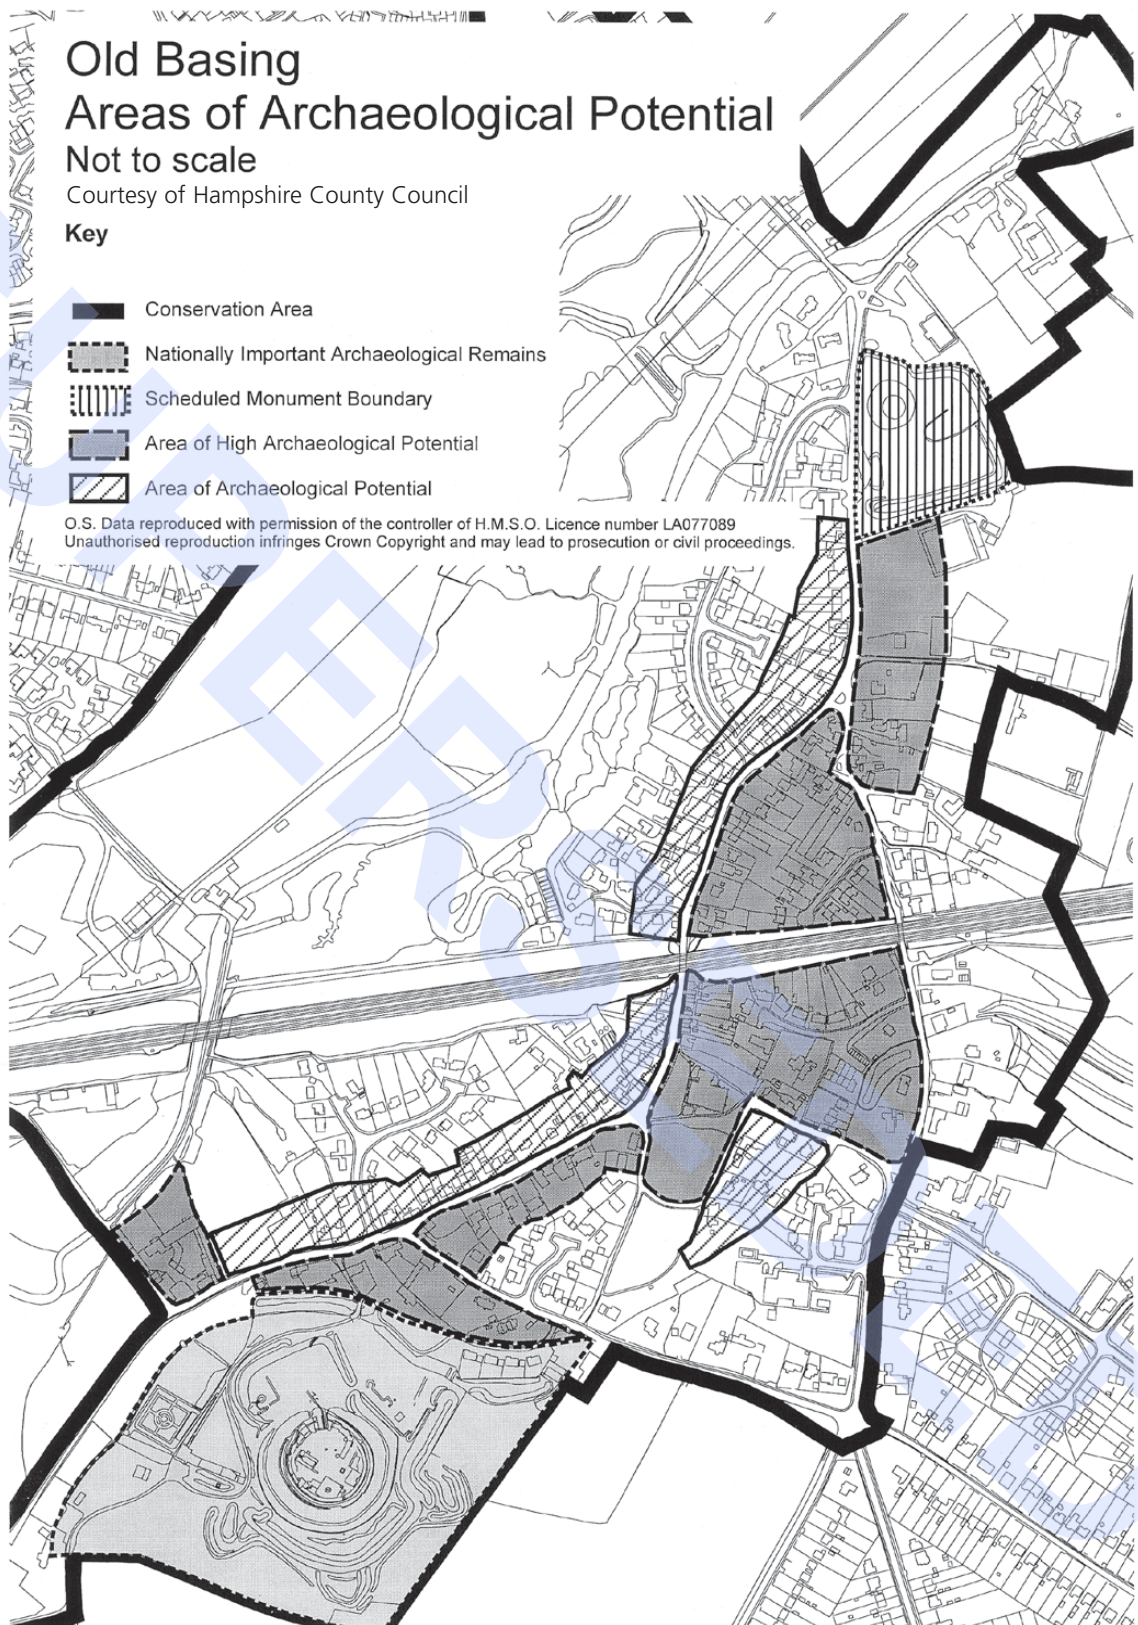 Old Basing
Areas of Archaeological Potential
Not to scale
Courtesy of Hampshire County Council
Key
Conservation Area
Nationally Important Archaeological Remains
Scheduled Monument Boundary
Area of High Archaeological Potential
Area of Archaeological Potential
O.S. Data reproduced with permission of the controller of H.M.S.O. Licence number LA077089
Unauthorised reproduction infringes Crown Copyright and may lead to prosecution or civil proceedings.
SUPERSEDED